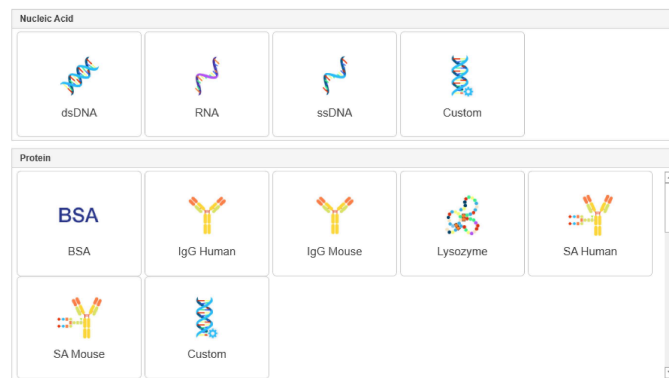 Nucleic Acid
dsDNA RNA ssDNA Custom
Protein
BSA
BSA IgG Human IgG Mouse Lysozyme SA Human
SA Mouse Custom